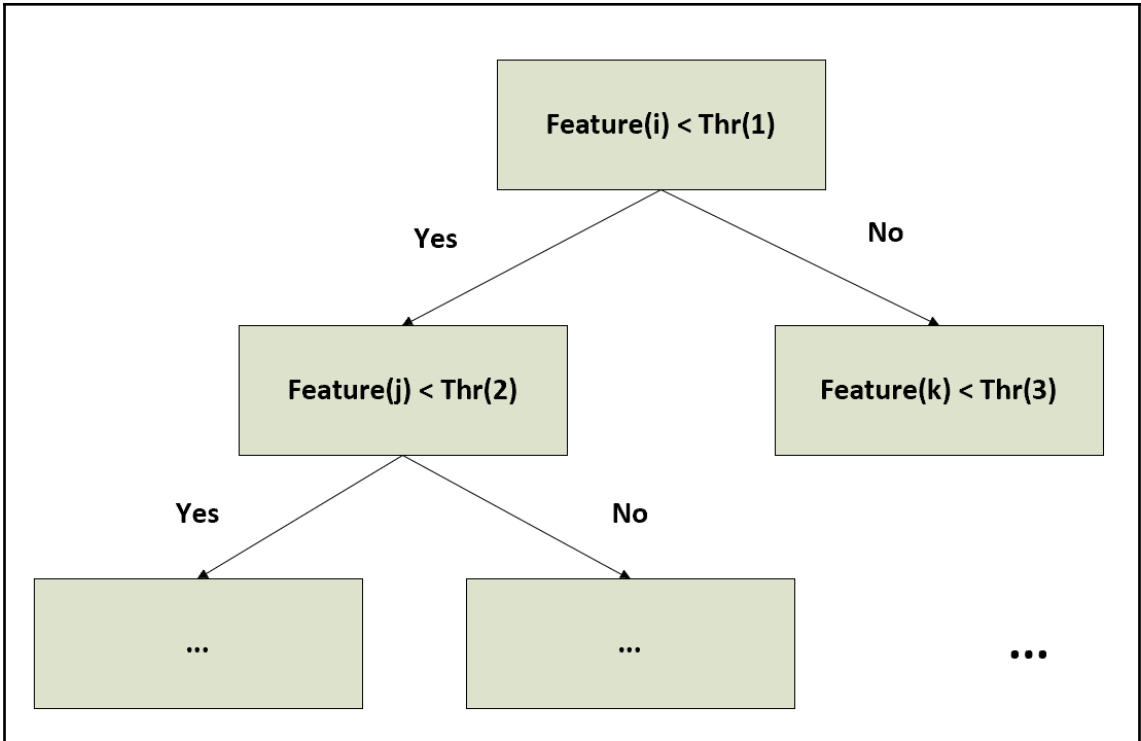 Feature(i) < Thr(1)
Yes
No
Feature(j) < Thr(2)
Feature(k) < Thr(3)
Yes
No
...
...
...